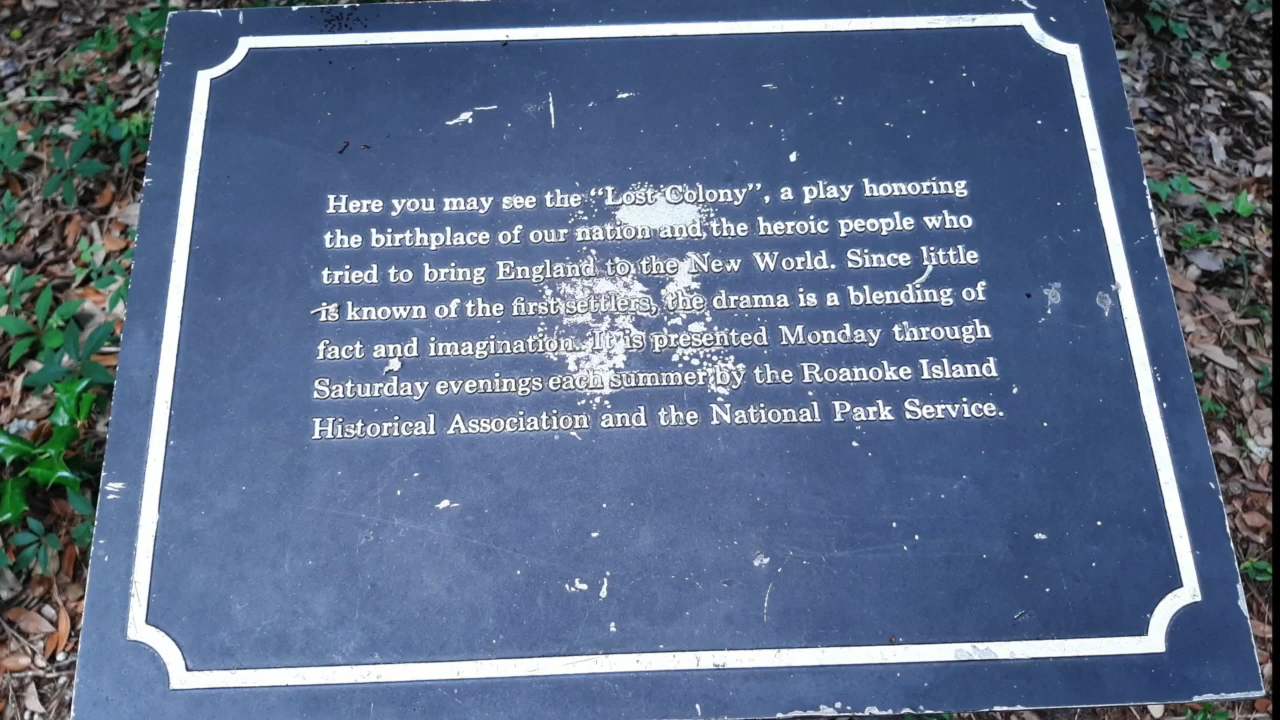 Here you may see the “Lost Colony”, a play honoring
the birthplace of our nation and the heroic people who
tried to bring England to the New World. Since little
is known of the first settlers, the drama is a blending of
fact and imagination. It is presented Monday through
Saturday evenings each summer by the Roanoke Island
Historical Association and the National Park Service.